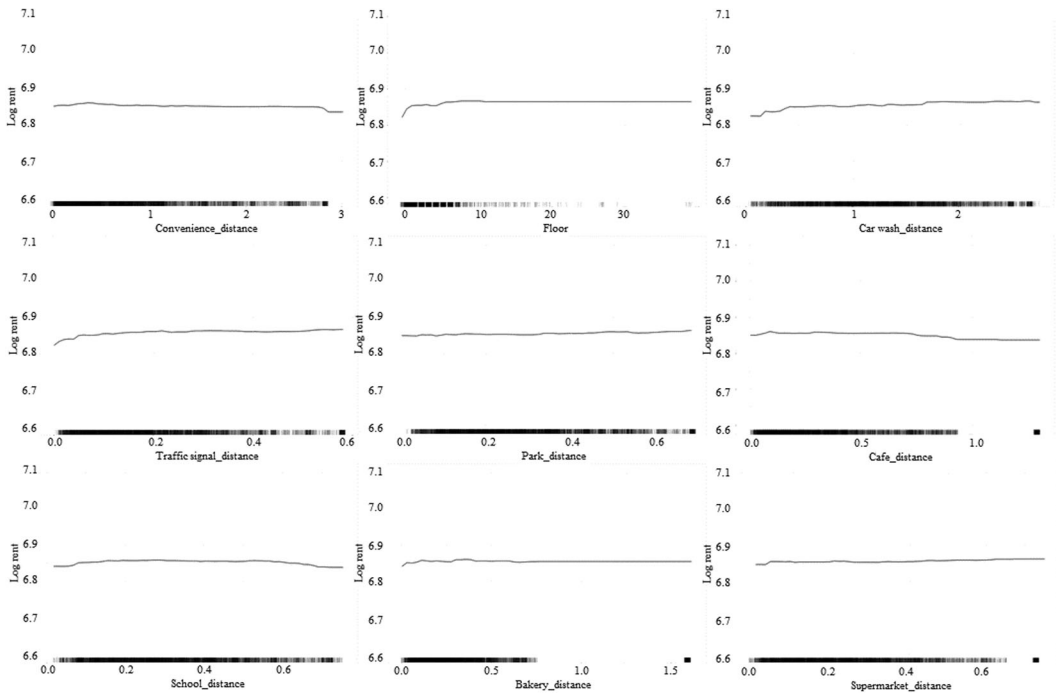 7.1
7.0
6.9
6.8
6.7
6.6
Log rent
0 1 2 3
Convenience_distance
7.1
7.0
6.9
6.8
6.7
6.6
Log rent
0 10 20 30
Floor
7.1
7.0
6.9
6.8
6.7
6.6
Log rent
0 1 2
Car wash_distance
7.1
7.0
6.9
6.8
6.7
6.6
Log rent
0.0 0.2 0.4 0.6
Traffic signal_distance
7.1
7.0
6.9
6.8
6.7
6.6
Log rent
0.0 0.2 0.4 0.6
Park_distance
7.1
7.0
6.9
6.8
6.7
6.6
Log rent
0.0 0.5 1.0
Cafe_distance
7.1
7.0
6.9
6.8
6.7
6.6
Log rent
0.0 0.2 0.4 0.6
School_distance
7.1
7.0
6.9
6.8
6.7
6.6
Log rent
0.0 0.5 1.0 1.5
Bakery_distance
7.1
7.0
6.9
6.8
6.7
6.6
Log rent
0.0 0.2 0.4 0.6
Supermarket_distance